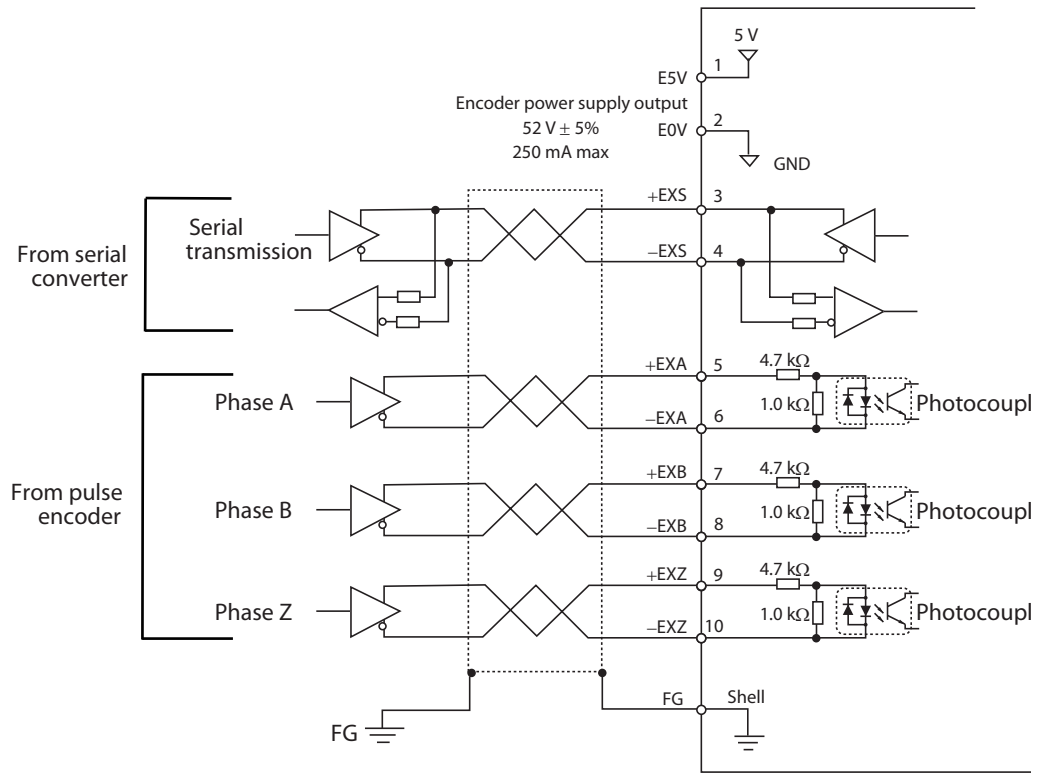 5 V
E5V
1
Encoder power supply output
52 V ± 5%
250 mA max
E0V
2
GND
+EXS
3
From serial
converter
Serial
transmission
−EXS
4
+EXA
5
4.7 kΩ
Phase A
1.0 kΩ
Photocoupl
−EXA
6
From pulse
encoder
+EXB
7
4.7 kΩ
Phase B
1.0 kΩ
Photocoupl
−EXB
8
+EXZ
9
4.7 kΩ
Phase Z
1.0 kΩ
Photocoupl
−EXZ
10
FG
Shell
FG